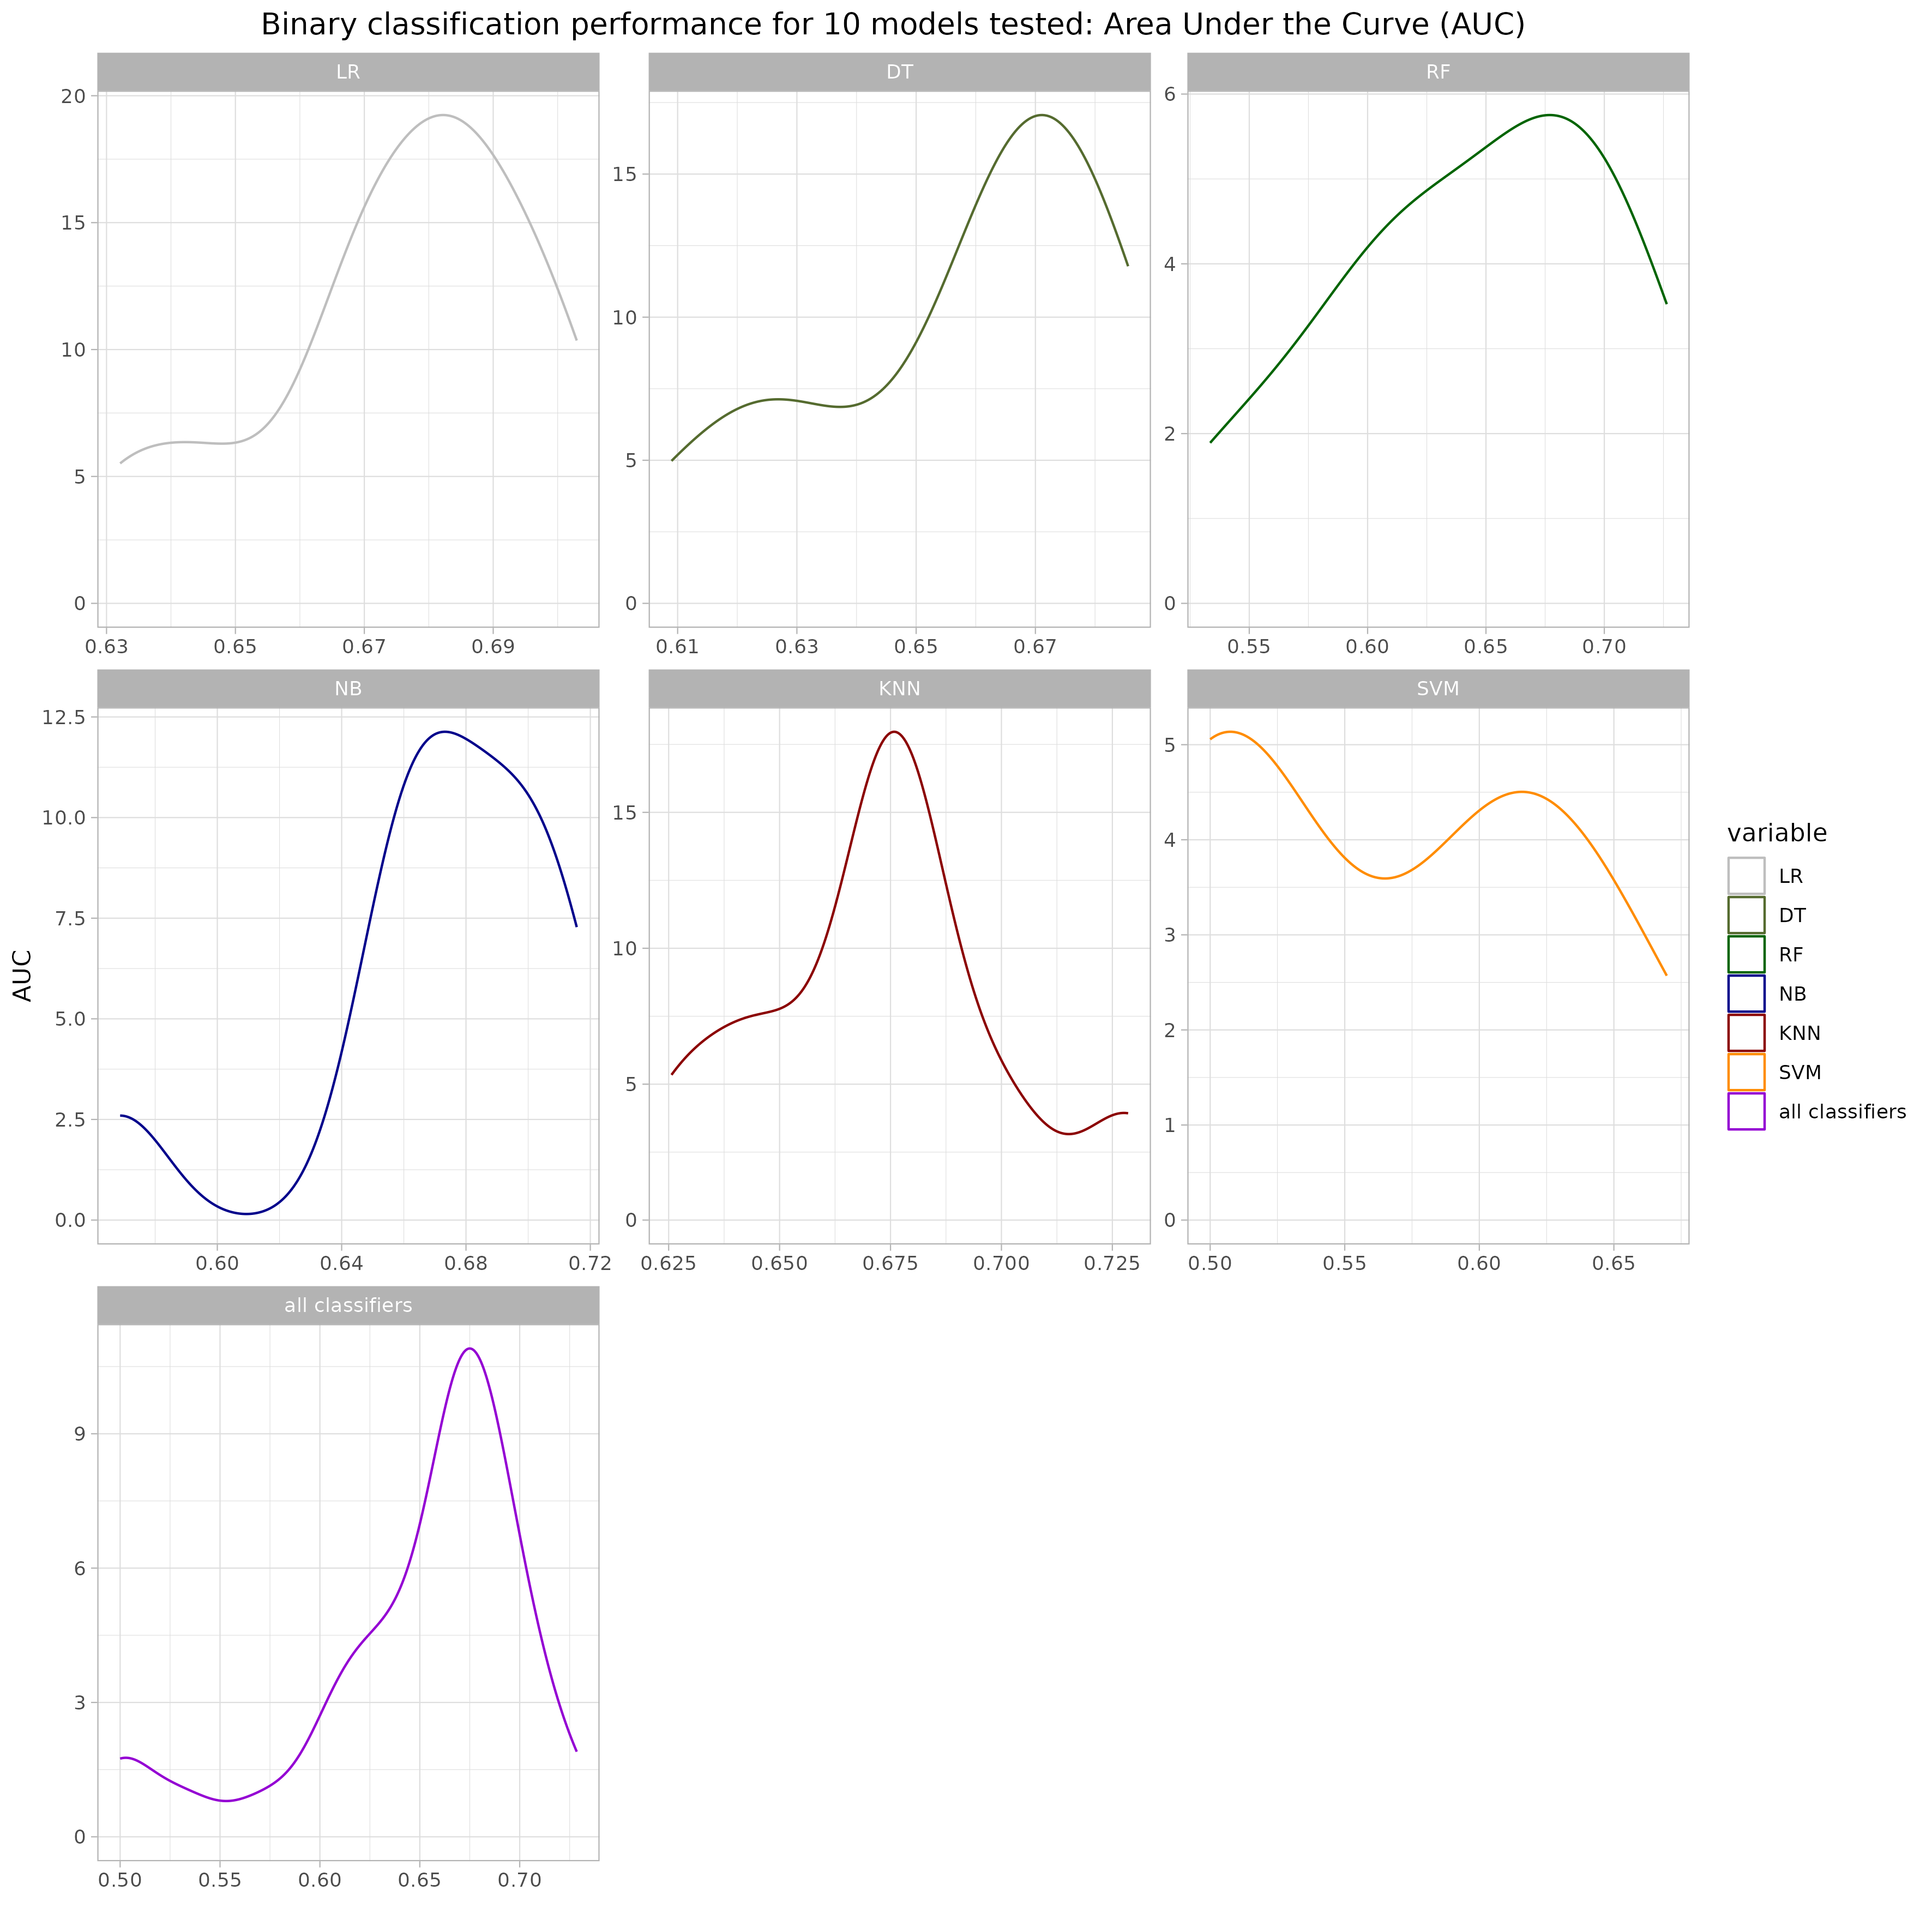 Binary classification performance for 10 models tested: Area Under the Curve (AUC)
LR
DT
RF
20
15
10
5
0
0.63 0.65 0.67 0.69
15
10
5
0
0.61 0.63 0.65 0.67
6
4
2
0
0.55 0.60 0.65 0.70
NB
KNN
SVM
12.5
10.0
7.5
5.0
2.5
0.0
0.60 0.64 0.68 0.72
15
10
5
0
0.625 0.650 0.675 0.700 0.725
5
4
3
2
1
0
0.50 0.55 0.60 0.65
all classifiers
9
6
3
0
0.50 0.55 0.60 0.65 0.70
AUC
variable
LR
DT
RF
NB
KNN
SVM
all classifiers